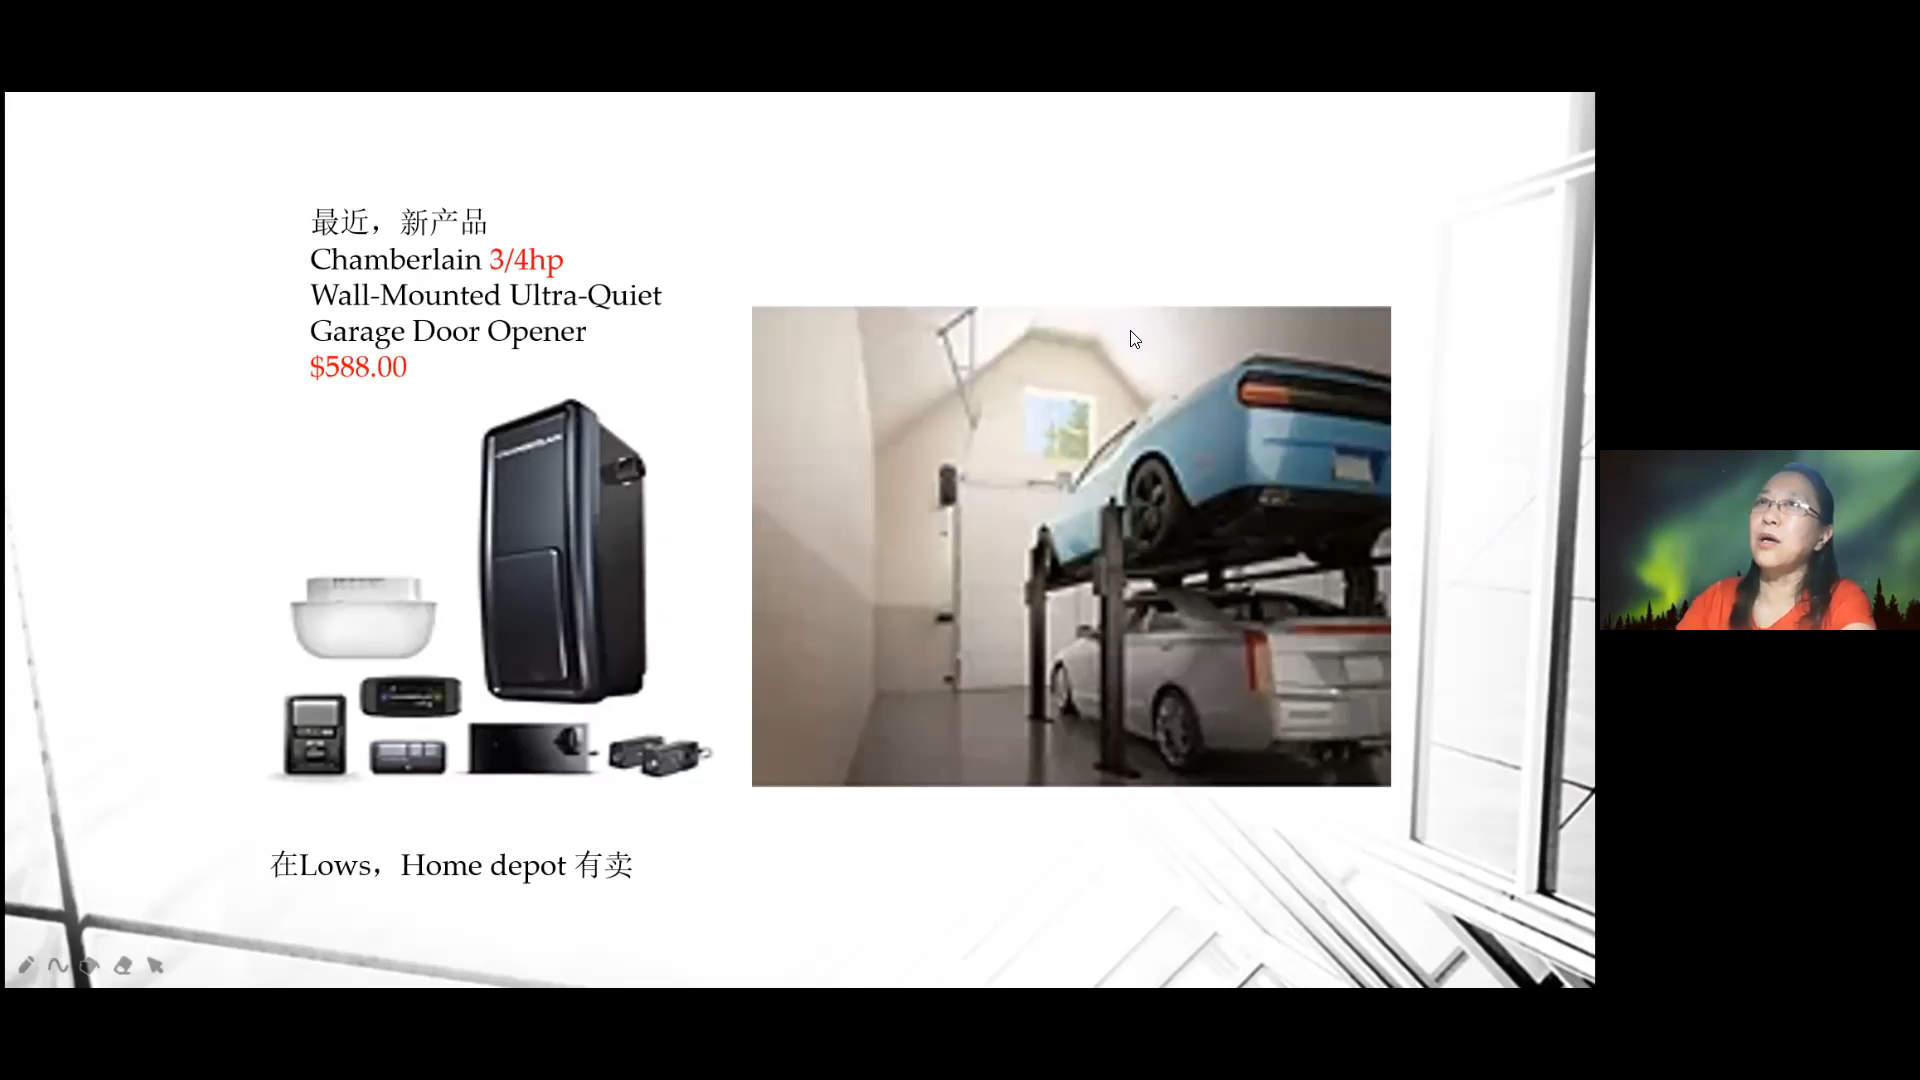 最近，新产品
Chamberlain 3/4hp
Wall-Mounted Ultra-Quiet
Garage Door Opener
$588.00
CHAMBERLAIN
在Lows，Home depot 有卖